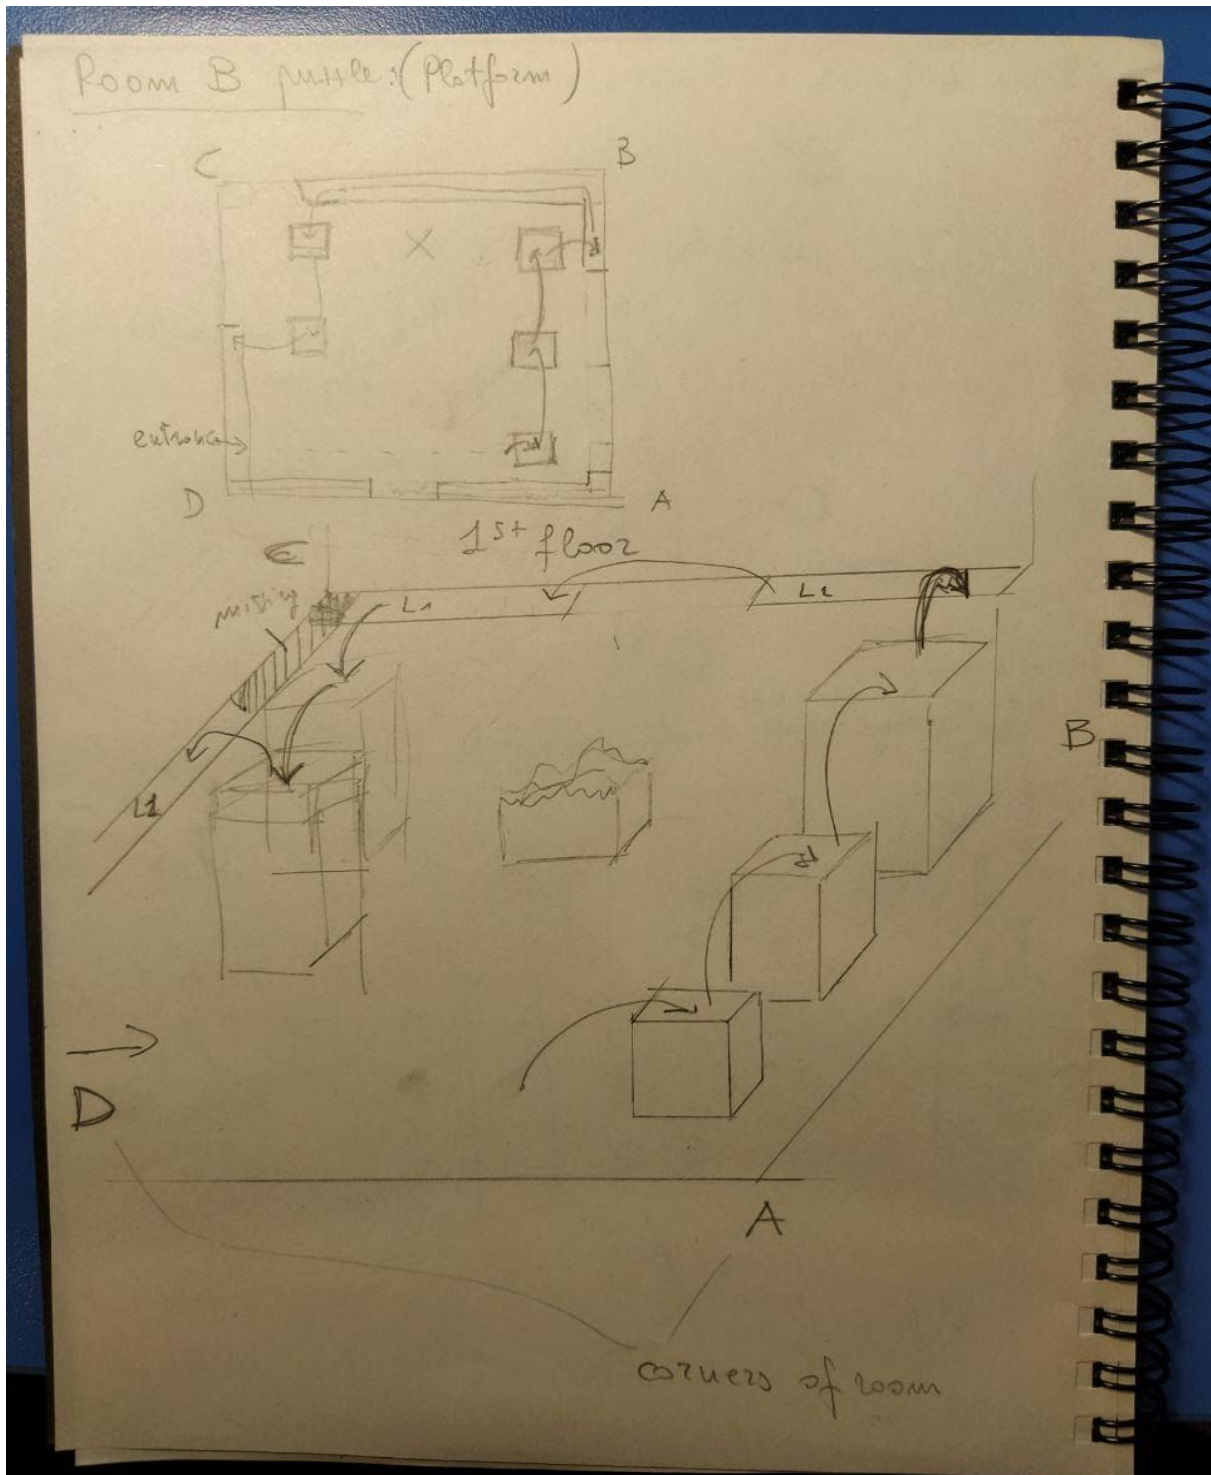 Room B puzzle: (Platform)
C
B
entrance
D
A
1st floor
C
missing
L1
L2
B
L1
D
A
corners of room